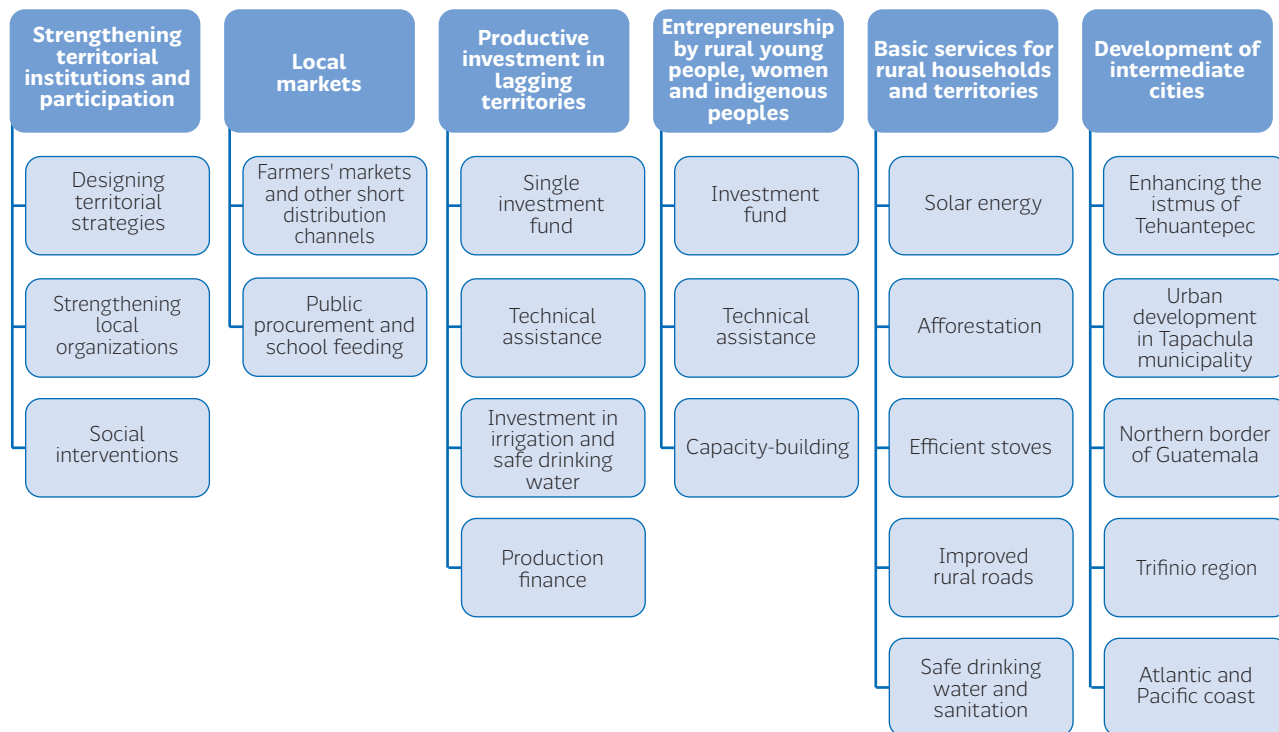 Strengthening
territorial
institutions and
participation
Designing
territorial
strategies
Strengthening
local
organizations
Social
interventions
Local
markets
Farmers' markets
and other short
distribution
channels
Public
procurement and
school feeding
Productive
investment in
lagging
territories
Single
investment
fund
Technical
assistance
Investment in
irrigation and
safe drinking
water
Production
finance
Entrepreneurship
by rural young
people, women
and indigenous
peoples
Investment
fund
Technical
assistance
Capacity-building
Basic services for
rural households
and territories
Solar energy
Afforestation
Efficient stoves
Improved
rural roads
Safe drinking
water and
sanitation
Development of
intermediate
cities
Enhancing the
istmus of
Tehuantepec
Urban
development
in Tapachula
municipality
Northern border
of Guatemala
Trifinio region
Atlantic and
Pacific coast